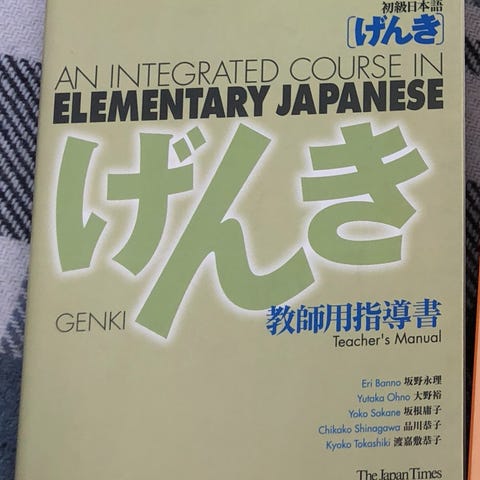 初級日本語
[げんき]
AN INTEGRATED COURSE IN
ELEMENTARY JAPANESE
げんき
GENKI
教師用指導書
Teacher's Manual
Eri Banno 坂野永理
Yutaka Ohno 大野裕
Yoko Sakane 坂根庸子
Chikako Shinagawa 品川恭子
Kyoko Tokashiki 渡嘉敷恭子
The Japan Times